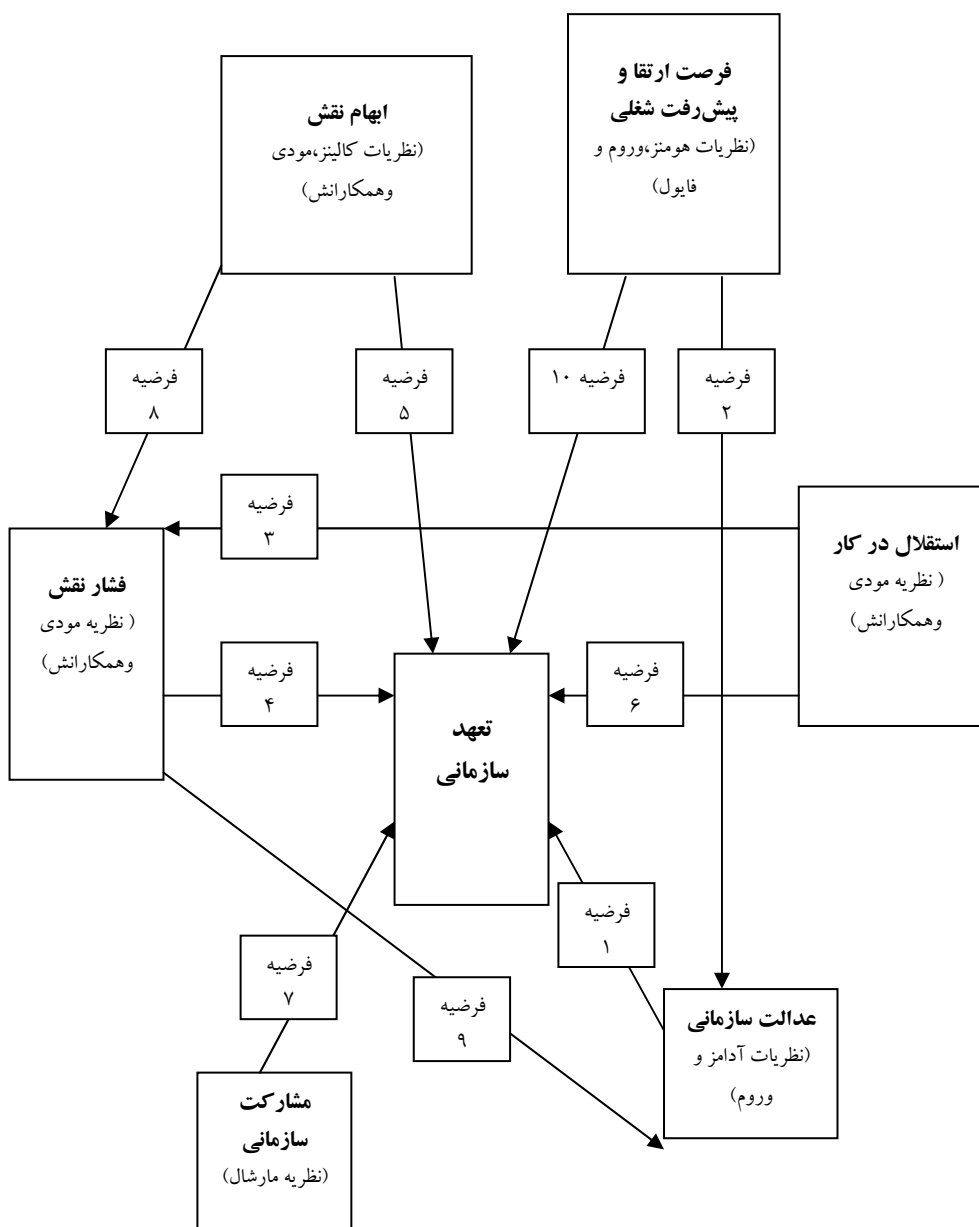 فرصت ارتقا و
پیش‌رفت شغلی
(نظریات هومنز،وروم و
فایول)
ابهام نقش
(نظریات کالینز،مودی
وهمکارانش)
فرضیه
۲
فرضیه ۱۰
فرضیه
۵
فرضیه
۸
استقلال در کار
( نظریه مودی
وهمکارانش)
فرضیه
۳
فشار نقش
( نظریه مودی
وهمکارانش)
فرضیه
۶
فرضیه
۴
تعهد
سازمانی
فرضیه
۱
فرضیه
۷
فرضیه
۹
عدالت سازمانی
(نظریات آدامز و
وروم)
مشارکت
سازمانی
(نظریه مارشال)